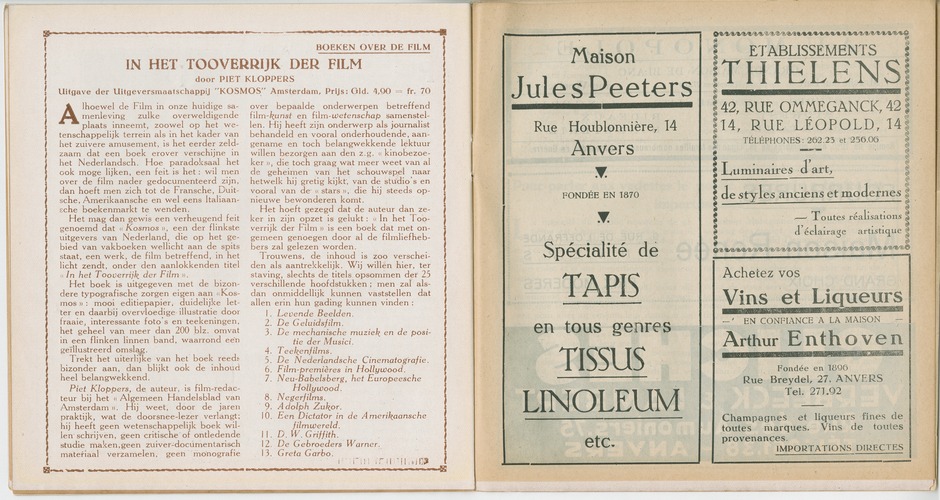 BOEKEN OVER DE FILM
IN HET TOOVERRIJK DER FILM
door PIET KLOPPERS
Uitgave der Uitgeversmaatschappij "KOSMOS" Amsterdam, Prijs: Gld. 4,00 = fr. 70
Alhoewel de Film in onze huidige sa-
menleving zulke overweldigende
plaats inneemt, zoowel op het we-
tenschappelijk terrein als in het kader van
het zuivere amusement, is het eerder zeld-
zaam dat een boek erover verschijne in
het Nederlandsch. Hoe paradoksaal het
ook moge lijken, een feit is het: wil men
over de film nader gedocumenteerd zijn,
dan hoeft men zich tot de Fransche, Duit-
sche, Amerikaansche en wel eens Italiaan-
sche boekenmarkt te wenden.
Het mag dan gewis een verheugend feit
genoemd dat « Kosmos », een der flinkste
uitgevers van Nederland, die op het ge-
bied van vakboeken wellicht aan de spits
staat, een werk, de film betreffend, in het
licht zendt, onder den aanlokkenden titel
« In het Tooverrijk der Film ».
Het boek is uitgegeven met de bizon-
dere typografische zorgen eigen aan «Kos-
mos» : mooi editiepapier, duidelijke let-
ter en daarbij overvloedige illustratie door
fraaie, interessante foto's en teekeningen,
het geheel van meer dan 200 blz. omvat
in een flinken linnen band, waarrond een
geïllustreerd omslag.
Trekt het uiterlijke van het boek reeds
bizonder aan, dan blijkt ook de inhoud
heel belangwekkend.
Piet Kloppers, de auteur, is film-redac-
teur bij het « Algemeen Handelsblad van
Amsterdam ». Hij weet, door de jaren
praktijk, wat de doorsnee-lezer verlangt;
hij heeft geen wetenschappelijk boek wil-
len schrijven, geen critische of ontledende
studie maken, geen zuiver-documentarisch
materiaal verzamelen, geen monografie
over bepaalde onderwerpen betreffend
film-kunst en film-wetenschap samenstel-
len. Hij heeft zijn onderwerp als journalist
behandeld en vooral onderhoudende, aan-
gename en toch belangwekkende lektuur
willen bezorgen aan den z.g. « kinobezoe-
ker », die toch graag wat meer weet van al
de geheimen van het schouwspel naar
hetwelk hij gretig kijkt, van de studio's en
vooral van de « stars », die hij steeds op-
nieuw bewonderen komt.
Het hoeft gezegd dat de auteur dan ze-
ker in zijn opzet is gelukt : « In het Too-
verrijk der Film » is een boek dat met on-
gemeen genoegen door al de filmliefheb-
hers zal gelezen worden.
Trouwens, de inhoud is zoo verschei-
den als aantrekkelijk. Wij willen hier, ter
staving, slechts de titels opsommen der 25
verschillende hoofdstukken ; men zal als-
dan onmiddellijk kunnen vaststellen dat
allen erin hun gading kunnen vinden :
1. Levende Beelden.
2. De Geluidsfilm.
3. De mechanische muziek en de posi-
tie der Musici.
4. Teekenfilms.
5. De Nederlandsche Cinematografie.
6. Film-premières in Hollywood.
7. Neu-Babelsberg, het Europeesche
Hollywood.
8. Negerfilms.
9. Adolph Zukor.
10. Een Dictator in de Amerikaansche
filmwereld.
11. D. W. Griffith.
12. De Gebroeders Warner.
13. Greta Garbo.
Maison
Jules Peeters
Rue Houblonnière, 14
Anvers
FONDÉE EN 1870
Spécialité de
TAPIS
en tous genres
TISSUS
LINOLEUM
etc.
ETABLISSEMENTS
THIELENS
42, RUE OMMEGANCK, 42
14, RUE LÉOPOLD, 14
TÉLÉPHONES: 262.23 et 256.06
Luminaires d'art,
de styles anciens et modernes
— Toutes réalisations
d'éclairage artistique
Achetez vos
Vins et Liqueurs
— EN CONFIANCE A LA MAISON —
Arthur Enthoven
Fondée en 1896
Rue Breydel, 27. ANVERS
Tel. 271.02
Champagnes et liqueurs fines de
toutes marques. Vins de toutes
provenances.
IMPORTATIONS DIRECTES